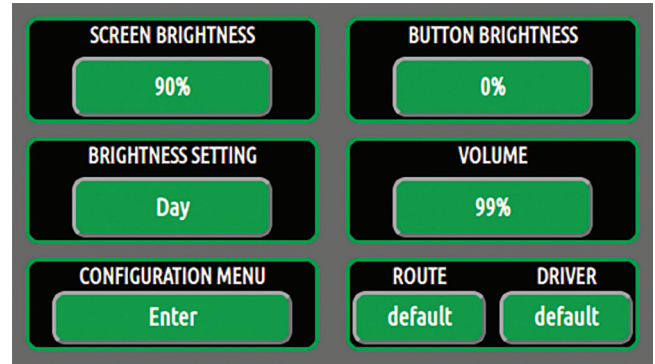 SCREEN BRIGHTNESS
90%
BUTTON BRIGHTNESS
0%
BRIGHTNESS SETTING
Day
VOLUME
99%
CONFIGURATION MENU
Enter
ROUTE
default
DRIVER
default